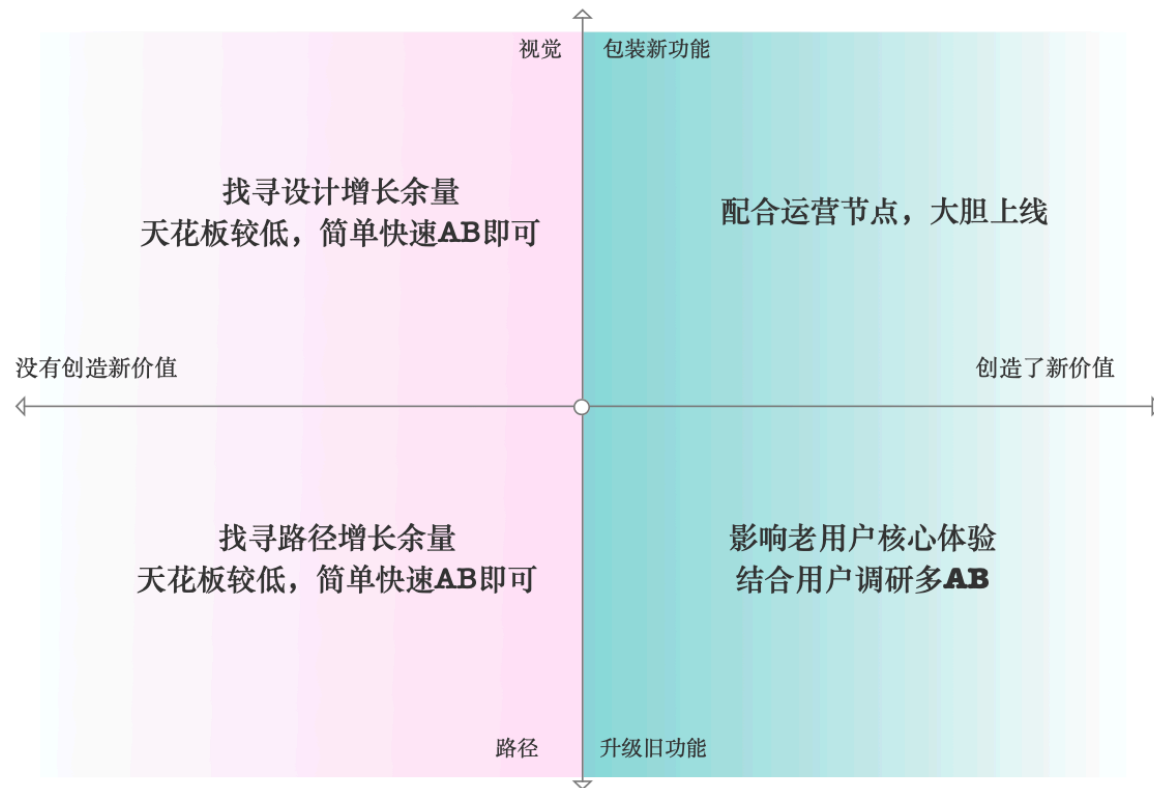 视觉
包装新功能
找寻设计增长余量
天花板较低，简单快速AB即可
配合运营节点，大胆上线
没有创造新价值
创造了新价值
找寻路径增长余量
天花板较低，简单快速AB即可
影响老用户核心体验
结合用户调研多AB
路径
升级旧功能